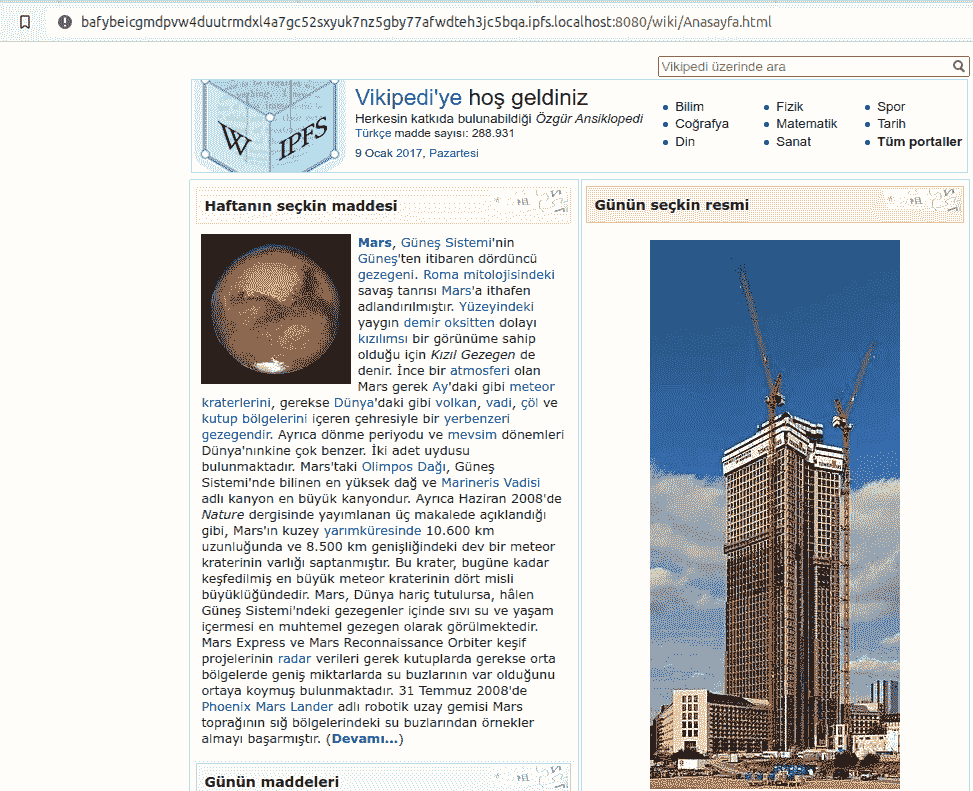 bafybeicgmdpvw4duutrmdxl4a7gc52sxyuk7nz5gby77afwdteh3jc5bqa.ipfs.localhost:8080/wiki/Anasayfa.html
Vikipedi üzerinde ara
W IPFS
Vikipedi'ye hoş geldiniz
Herkesin katkıda bulunabildiği Özgür Ansiklopedi
Türkçe madde sayısı: 288.931
9 Ocak 2017, Pazartesi
Bilim
Coğrafya
Din
Fizik
Matematik
Sanat
Spor
Tarih
Tüm portaller
Haftanın seçkin maddesi
Mars, Güneş Sistemi'nin
Güneş'ten itibaren dördüncü
gezegeni. Roma mitolojisindeki
savaş tanrısı Mars'a ithafen
adlandırılmıştır. Yüzeyindeki
yaygın demir oksitten dolayı
kızılımsı bir görünüme sahip
olduğu için Kızıl Gezegen de
denir. İnce bir atmosferi olan
Mars gerek Ay'daki gibi meteor
kraterlerini, gerekse Dünya'daki gibi volkan, vadi, çöl ve
kutup bölgelerini içeren çehresiyle bir yerbenzeri
gezegendir. Ayrıca dönme periyodu ve mevsim dönemleri
Dünya'nınkine çok benzer. İki adet uydusu
bulunmaktadır. Mars'taki Olimpos Dağı, Güneş
Sistemi'nde bilinen en yüksek dağ ve Marineris Vadisi
adlı kanyon en büyük kanyondur. Ayrıca Haziran 2008'de
Nature dergisinde yayımlanan üç makalede açıklandığı
gibi, Mars'ın kuzey yarımküresinde 10.600 km
uzunluğunda ve 8.500 km genişliğindeki dev bir meteor
kraterinin varlığı saptanmıştır. Bu krater, bugüne kadar
keşfedilmiş en büyük meteor kraterinin dört misli
büyüklüğündedir. Mars, Dünya hariç tutulursa, hâlen
Güneş Sistemi'ndeki gezegenler içinde sıvı su ve yaşam
içermesi en muhtemel gezegen olarak görülmektedir.
Mars Express ve Mars Reconnaissance Orbiter keşif
projelerinin radar verileri gerek kutuplarda gerekse orta
bölgelerde geniş miktarlarda su buzlarının var olduğunu
ortaya koymuş bulunmaktadır. 31 Temmuz 2008'de
Phoenix Mars Lander adlı robotik uzay gemisi Mars
toprağının sığ bölgelerindeki su buzlarından örnekler
almayı başarmıştır. (Devamı...)
Günün maddeleri
Günün seçkin resmi